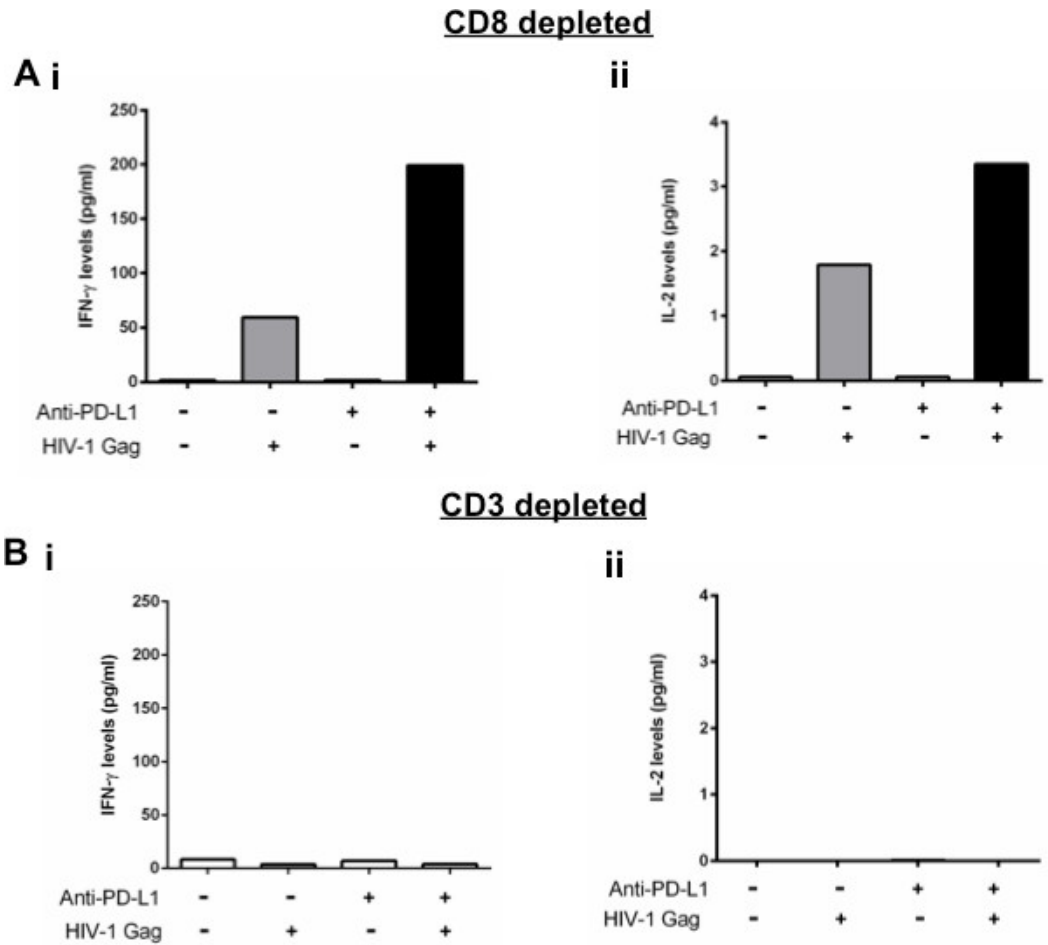 CD8 depleted
A i
ii
250
200
150
100
50
0
IFN-γ levels (pg/ml)
Anti-PD-L1 - - + +
HIV-1 Gag - + - +
4
3
2
1
0
IL-2 levels (pg/ml)
Anti-PD-L1 - - + +
HIV-1 Gag - + - +
CD3 depleted
B i
ii
250
200
150
100
50
0
IFN-γ levels (pg/ml)
Anti-PD-L1 - - + +
HIV-1 Gag - + - +
4
3
2
1
0
IL-2 levels (pg/ml)
Anti-PD-L1 - - + +
HIV-1 Gag - + - +